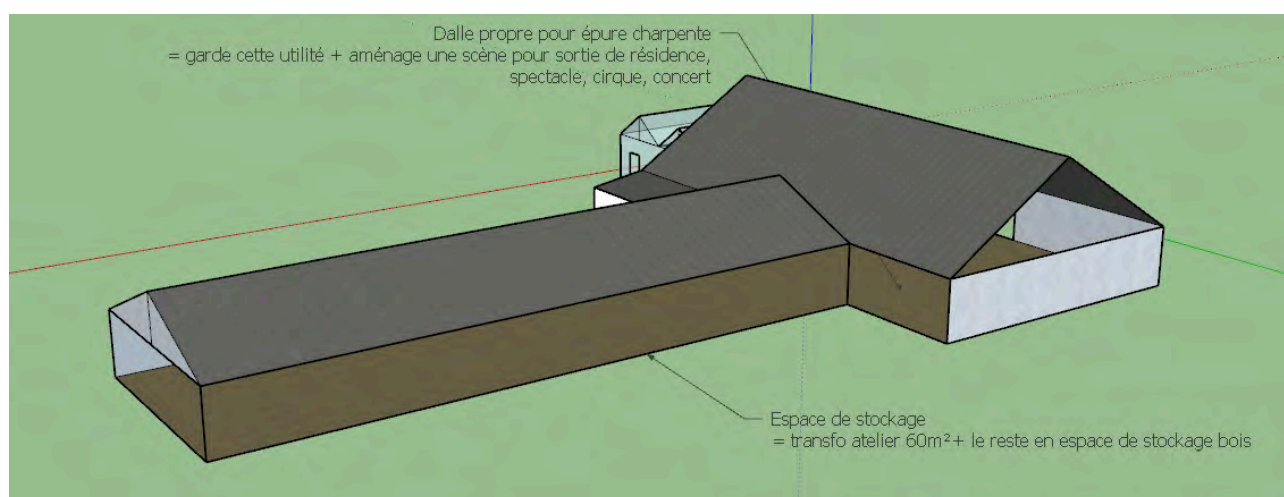 Dalle propre pour épure charpente
= garde cette utilité + aménage une scène pour sortie de résidence,
spectacle, cirque, concert
Espace de stockage
= transfo atelier 60m²+ le reste en espace de stockage bois